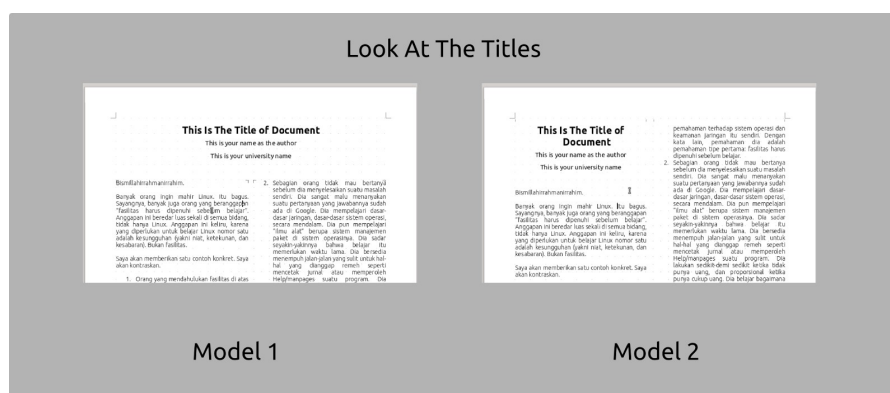 Look At The Titles
This Is The Title of Document
This is your name as the author
This is your university name
Bismillahirrahmanirrahim.
Banyak orang ingin mahir Linux. Itu bagus.
Sayangnya, banyak juga orang yang beranggapan
"fasilitas harus dipenuhi sebelum belajar".
Anggapan ini beredar luas sekali di semua bidang,
tidak hanya Linux. Anggapan ini keliru, karena
yang diperlukan untuk belajar Linux nomor satu
adalah kesungguhan (yakni niat, ketekunan, dan
kesabaran). Bukan fasilitas.
Saya akan memberikan satu contoh konkret. Saya
akan kontraskan.
1. Orang yang mendahulukan fasilitas di atas
2. Sebagian orang tidak mau bertanya
sebelum dia menyelesaikan suatu masalah
sendiri. Dia sangat malu menanyakan
suatu pertanyaan yang jawabannya sudah
ada di Google. Dia mempelajari dasar-
dasar jaringan, dasar-dasar sistem operasi,
secara mendalam. Dia pun mempelajari
"ilmu alat" berupa sistem manajemen
paket di sistem operasinya. Dia sadar
seyakin-yakinnya bahwa belajar itu
memerlukan waktu lama. Dia bersedia
menempuh jalan-jalan yang sulit untuk hal-
hal yang dianggap remeh seperti
mencetak jurnal atau memperoleh
Help/manpages suatu program. Dia
Model 1
This Is The Title of
Document
This is your name as the author
This is your university name
Bismillahirrahmanirrahim.
Banyak orang ingin mahir Linux. Itu bagus.
Sayangnya, banyak juga orang yang beranggapan
"fasilitas harus dipenuhi sebelum belajar".
Anggapan ini beredar luas sekali di semua bidang,
tidak hanya Linux. Anggapan ini keliru, karena
yang diperlukan untuk belajar Linux nomor satu
adalah kesungguhan (yakni niat, ketekunan, dan
kesabaran). Bukan fasilitas.
Saya akan memberikan satu contoh konkret. Saya
akan kontraskan.
pemahaman terhadap sistem operasi dan
keamanan jaringan itu sendiri. Dengan
kata lain, pemahaman dia adalah
pemahaman tipe pertama: fasilitas harus
dipenuhi sebelum belajar.
2. Sebagian orang tidak mau bertanya
sebelum dia menyelesaikan suatu masalah
sendiri. Dia sangat malu menanyakan
suatu pertanyaan yang jawabannya sudah
ada di Google. Dia mempelajari dasar-
dasar jaringan, dasar-dasar sistem operasi,
secara mendalam. Dia pun mempelajari
"ilmu alat" berupa sistem manajemen
paket di sistem operasinya. Dia sadar
seyakin-yakinnya bahwa belajar itu
memerlukan waktu lama. Dia bersedia
menempuh jalan-jalan yang sulit untuk
hal-hal yang dianggap remeh seperti
mencetak jurnal atau memperoleh
Help/manpages suatu program. Dia
lakukan sedikit-demi sedikit ketika tidak
punya uang, dan proporsional ketika
punya cukup uang. Dia belajar bagaimana
Model 2